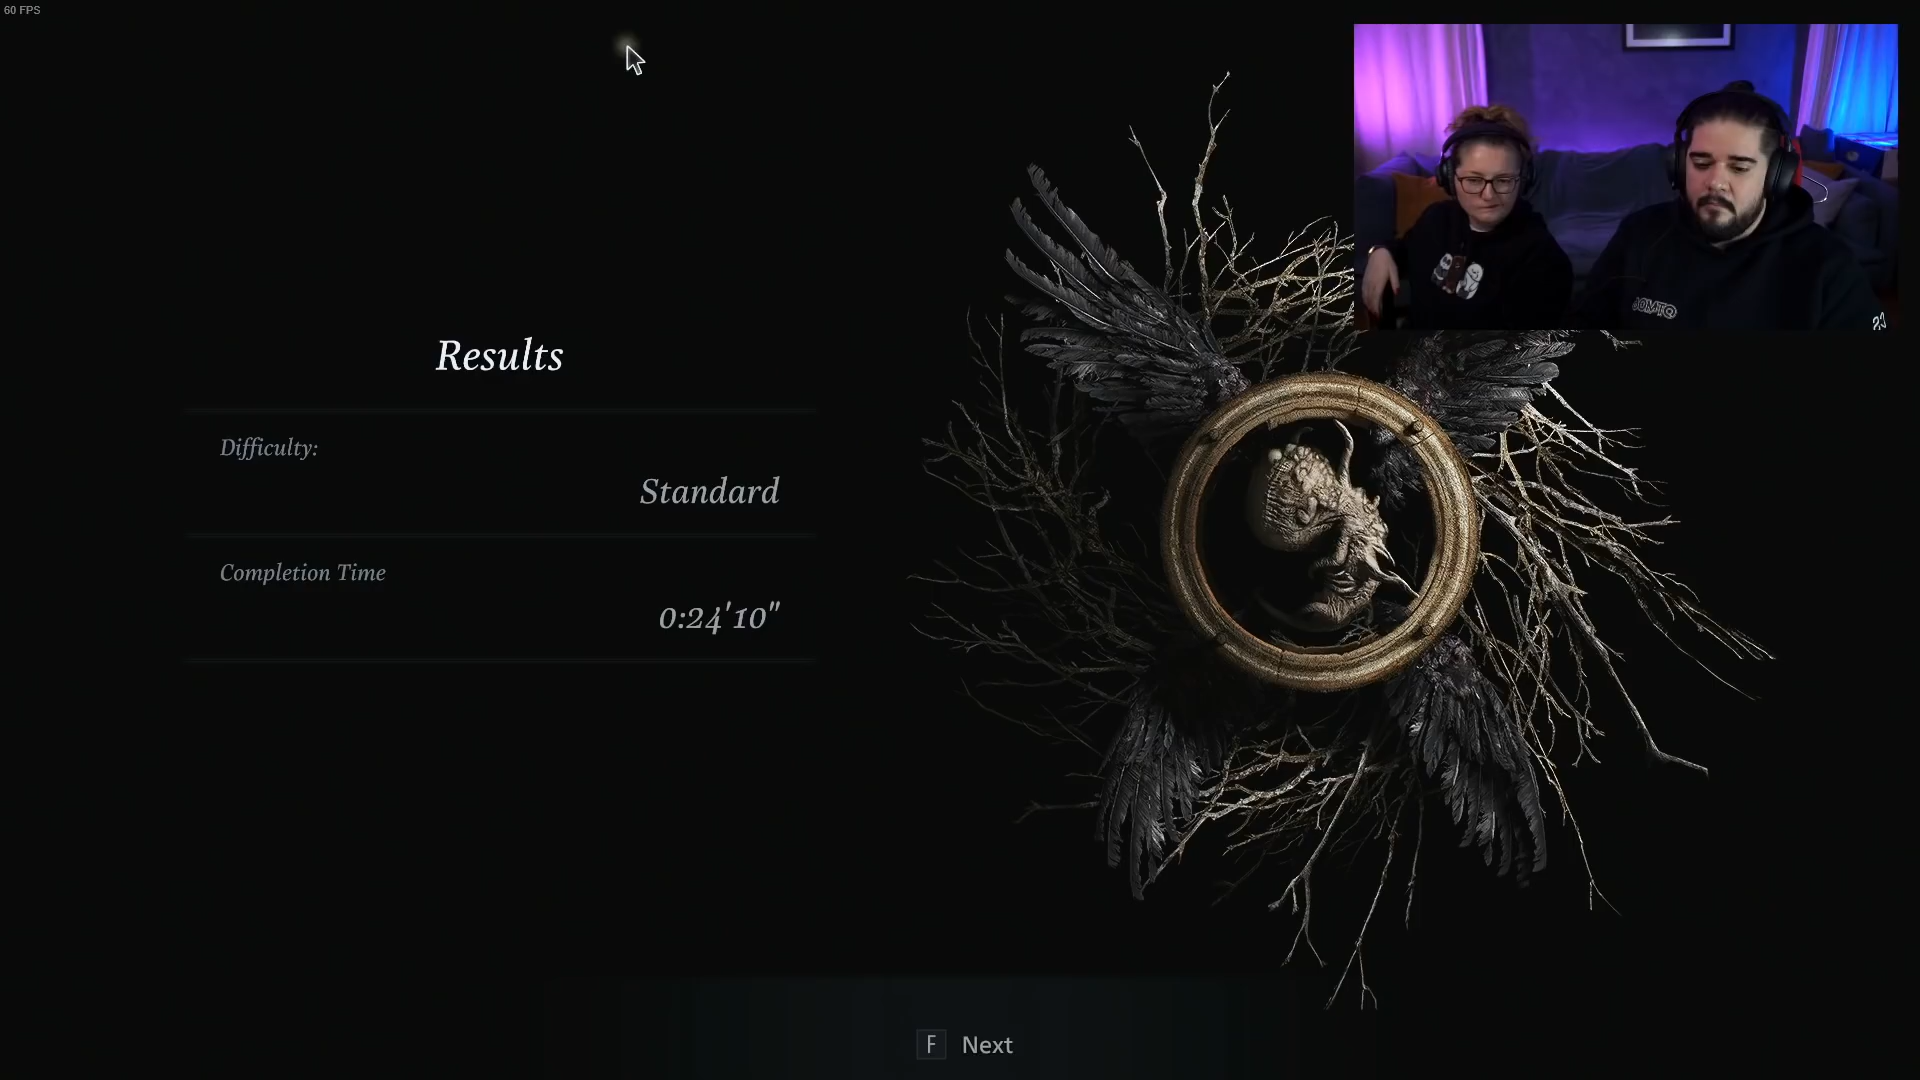 60 FPS
Results
Difficulty:
Standard
Completion Time
0:24'10"
F Next